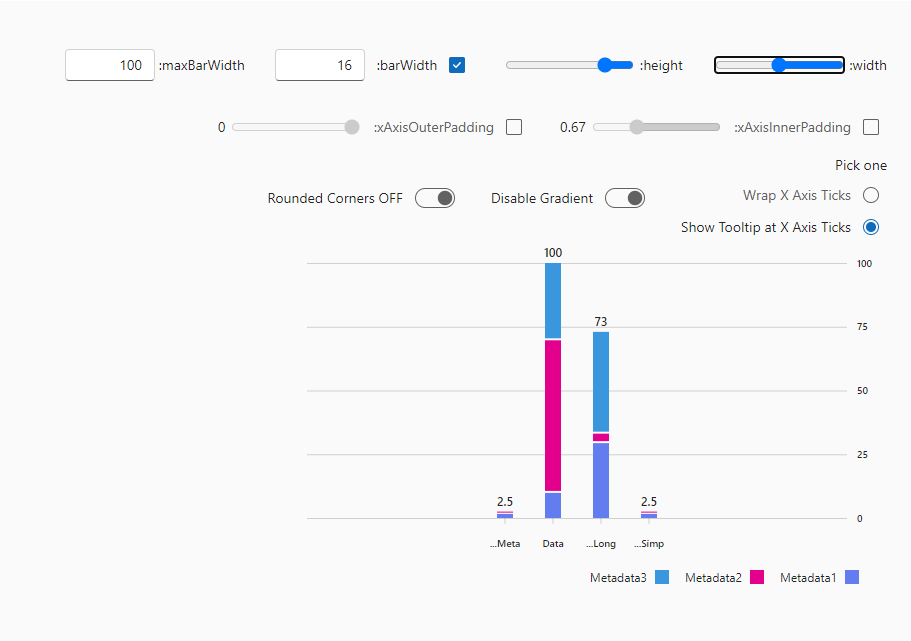 100 :maxBarWidth 16 :barWidth :height :width
0 :xAxisOuterPadding 0.67 :xAxisInnerPadding
Pick one
Wrap X Axis Ticks
Rounded Corners OFF Disable Gradient
Show Tooltip at X Axis Ticks
100
100
75
73
50
25
2.5 2.5
0
...Meta Data ...Long ...Simp
Metadata3 Metadata2 Metadata1